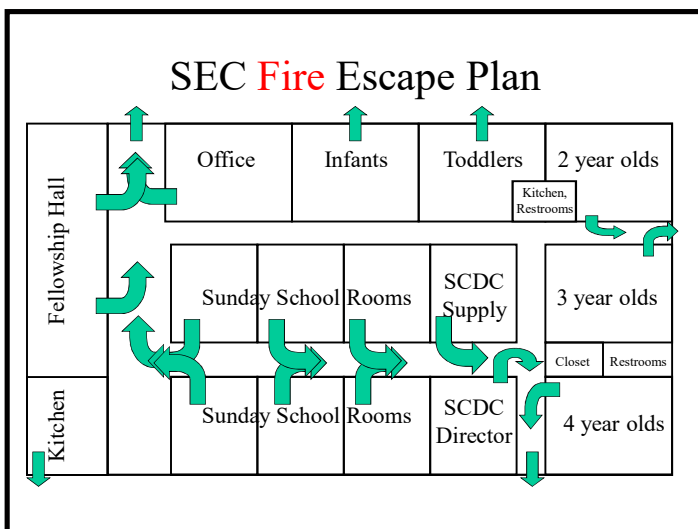 SEC Fire Escape Plan
Fellowship Hall
Office
Infants
Toddlers
2 year olds
Kitchen,
Restrooms
Sunday School Rooms
SCDC
Supply
3 year olds
Closet
Restrooms
Kitchen
Sunday School Rooms
SCDC
Director
4 year olds